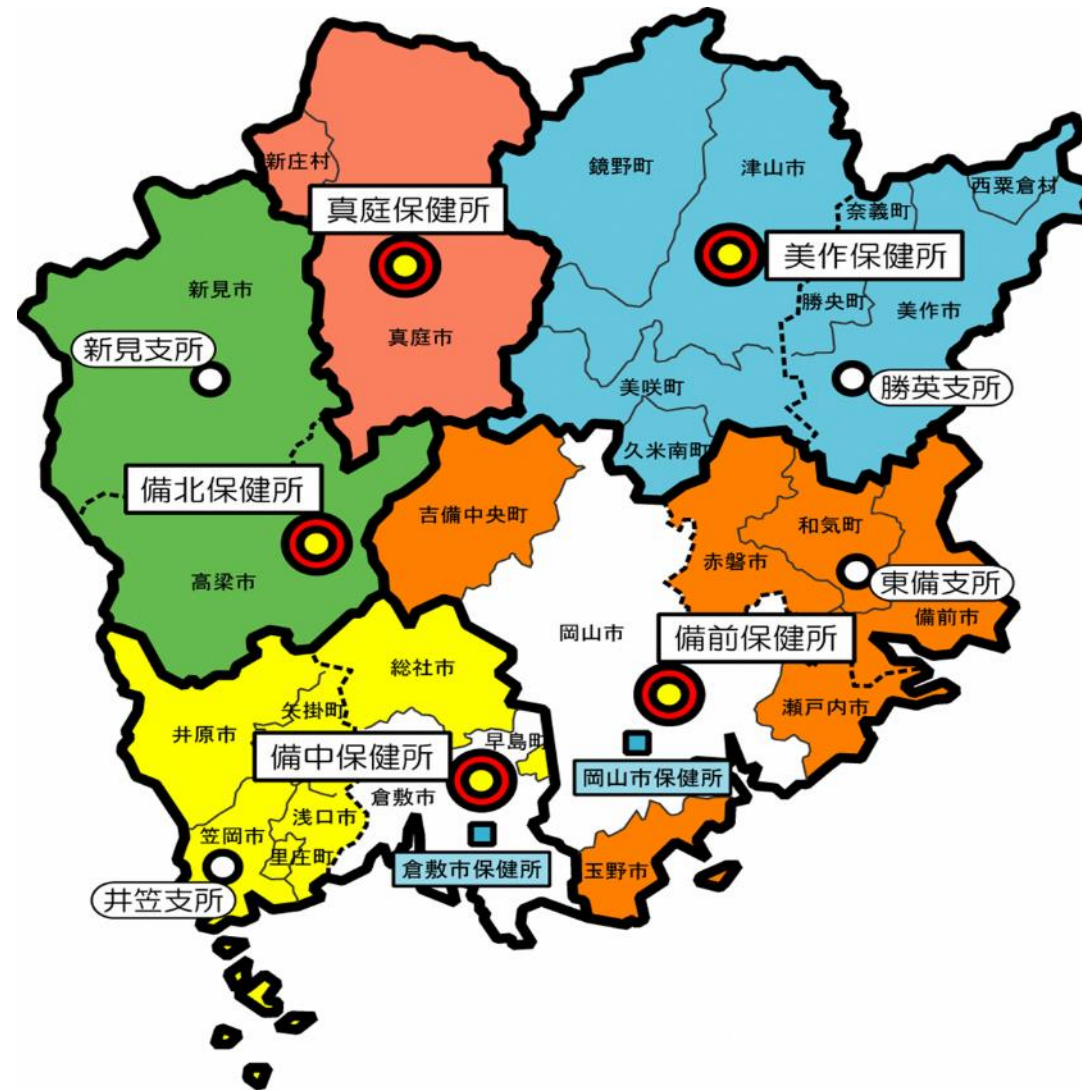 新庄村
鏡野町
津山市
西粟倉村
奈義町
真庭保健所
美作保健所
新見市
勝央町
美作市
真庭市
新見支所
美咲町
勝英支所
久米南町
備北保健所
吉備中央町
和気町
赤磐市
高梁市
東備支所
備前市
岡山市
備前保健所
総社市
矢掛町
瀬戸内市
井原市
早島町
備中保健所
岡山市保健所
倉敷市
浅口市
笠岡市
里庄町
倉敷市保健所
玉野市
井笠支所